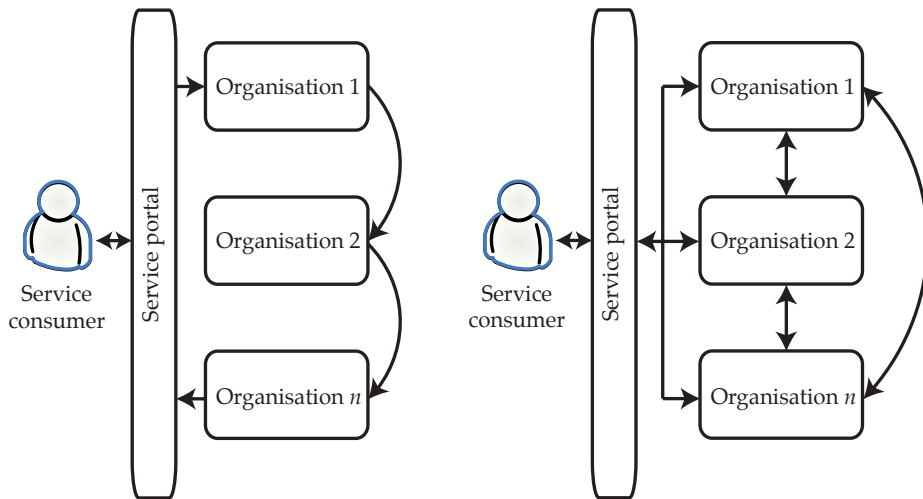 Service portal
Organisation 1
Organisation 2
Organisation n
Service
consumer
Service portal
Organisation 1
Organisation 2
Organisation n
Service
consumer